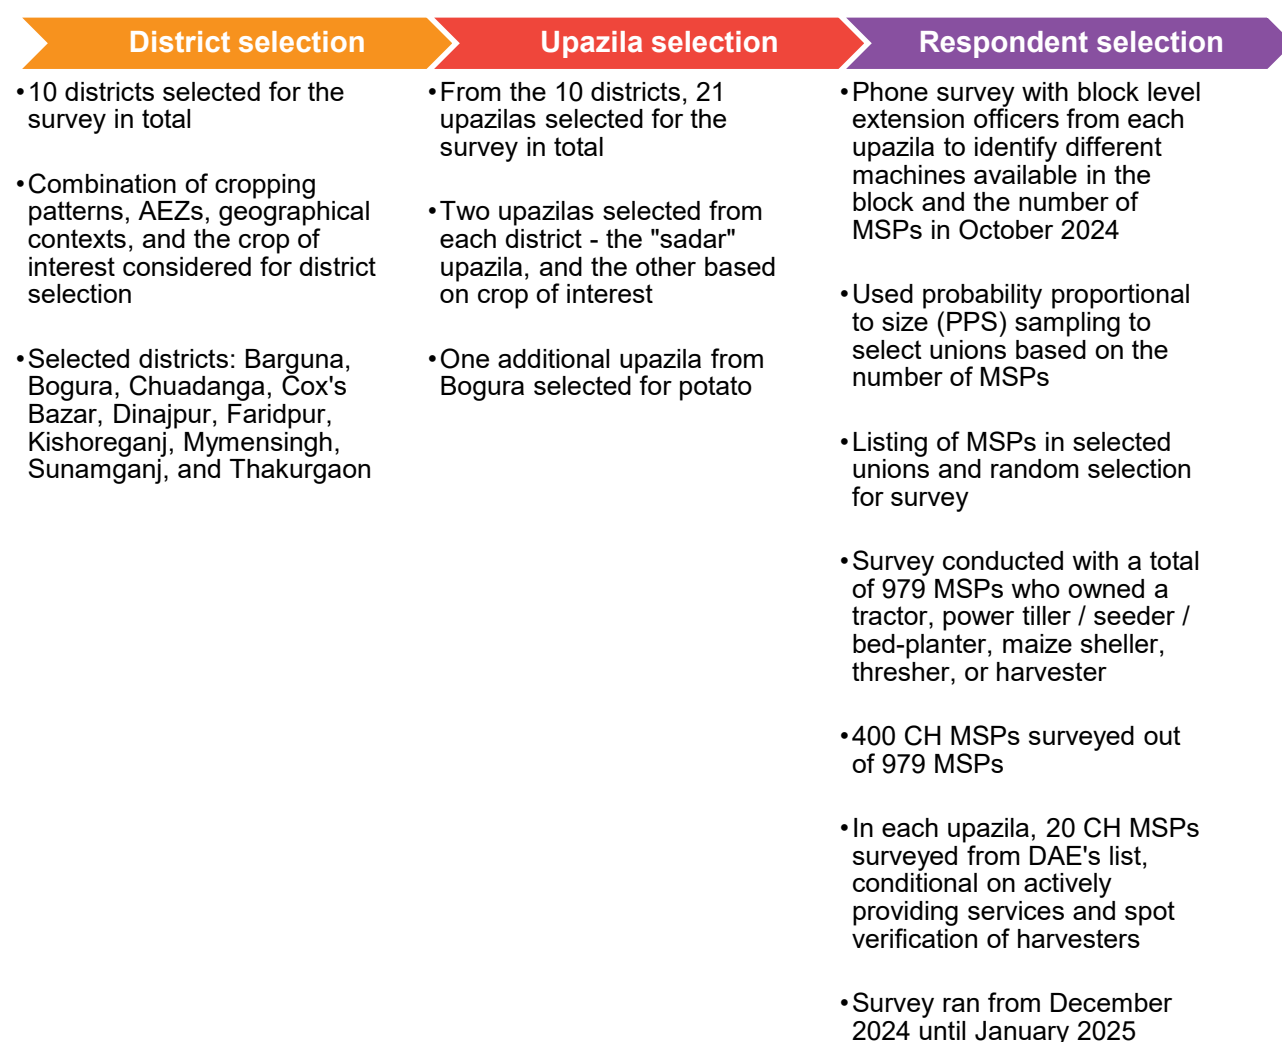 District selection
•10 districts selected for the
survey in total
•Combination of cropping
patterns, AEZs, geographical
contexts, and the crop of
interest considered for district
selection
•Selected districts: Barguna,
Bogura, Chuadanga, Cox's
Bazar, Dinajpur, Faridpur,
Kishoreganj, Mymensingh,
Sunamganj, and Thakurgaon
Upazila selection
•From the 10 districts, 21
upazilas selected for the
survey in total
•Two upazilas selected from
each district - the "sadar"
upazila, and the other based
on crop of interest
•One additional upazila from
Bogura selected for potato
Respondent selection
•Phone survey with block level
extension officers from each
upazila to identify different
machines available in the
block and the number of
MSPs in October 2024
•Used probability proportional
to size (PPS) sampling to
select unions based on the
number of MSPs
•Listing of MSPs in selected
unions and random selection
for survey
•Survey conducted with a total
of 979 MSPs who owned a
tractor, power tiller / seeder /
bed-planter, maize sheller,
thresher, or harvester
•400 CH MSPs surveyed out
of 979 MSPs
•In each upazila, 20 CH MSPs
surveyed from DAE's list,
conditional on actively
providing services and spot
verification of harvesters
•Survey ran from December
2024 until January 2025